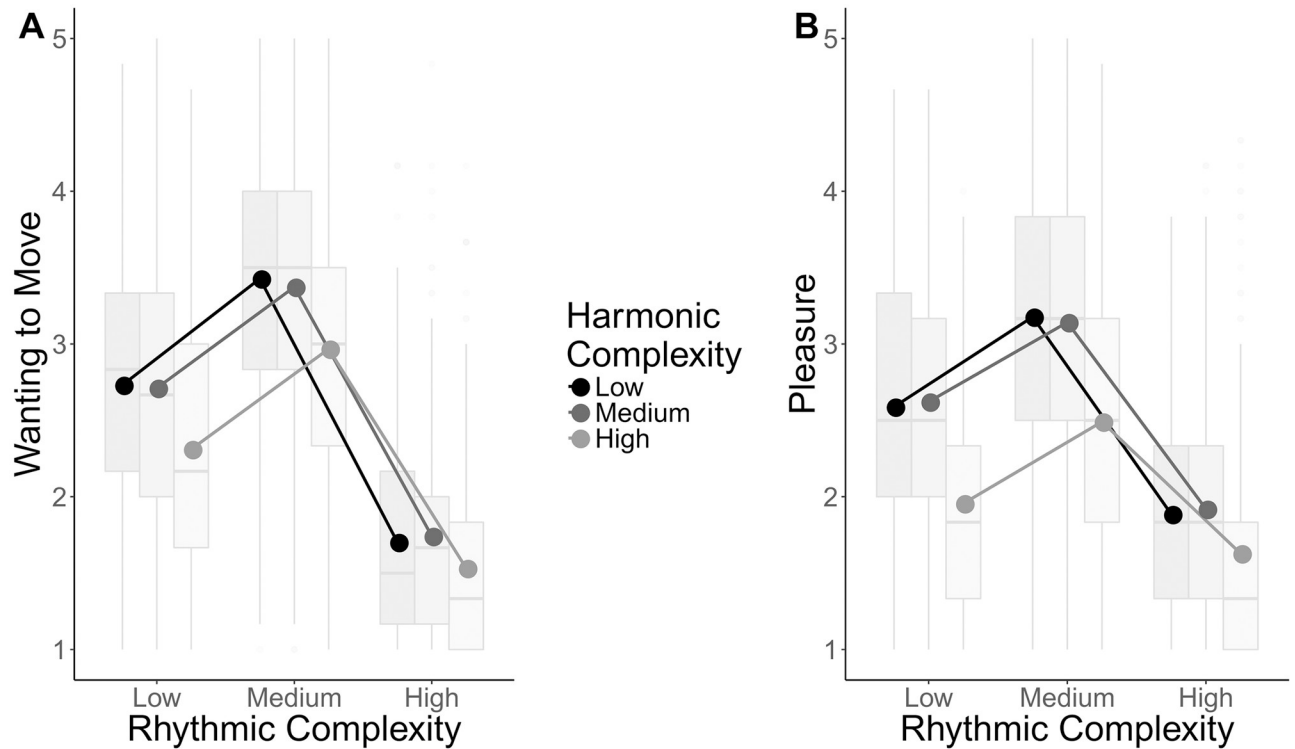 A
5
4
3
2
1
Wanting to Move
Low Medium High
Rhythmic Complexity
Harmonic
Complexity
Low
Medium
High
B
5
4
3
2
1
Pleasure
Low Medium High
Rhythmic Complexity